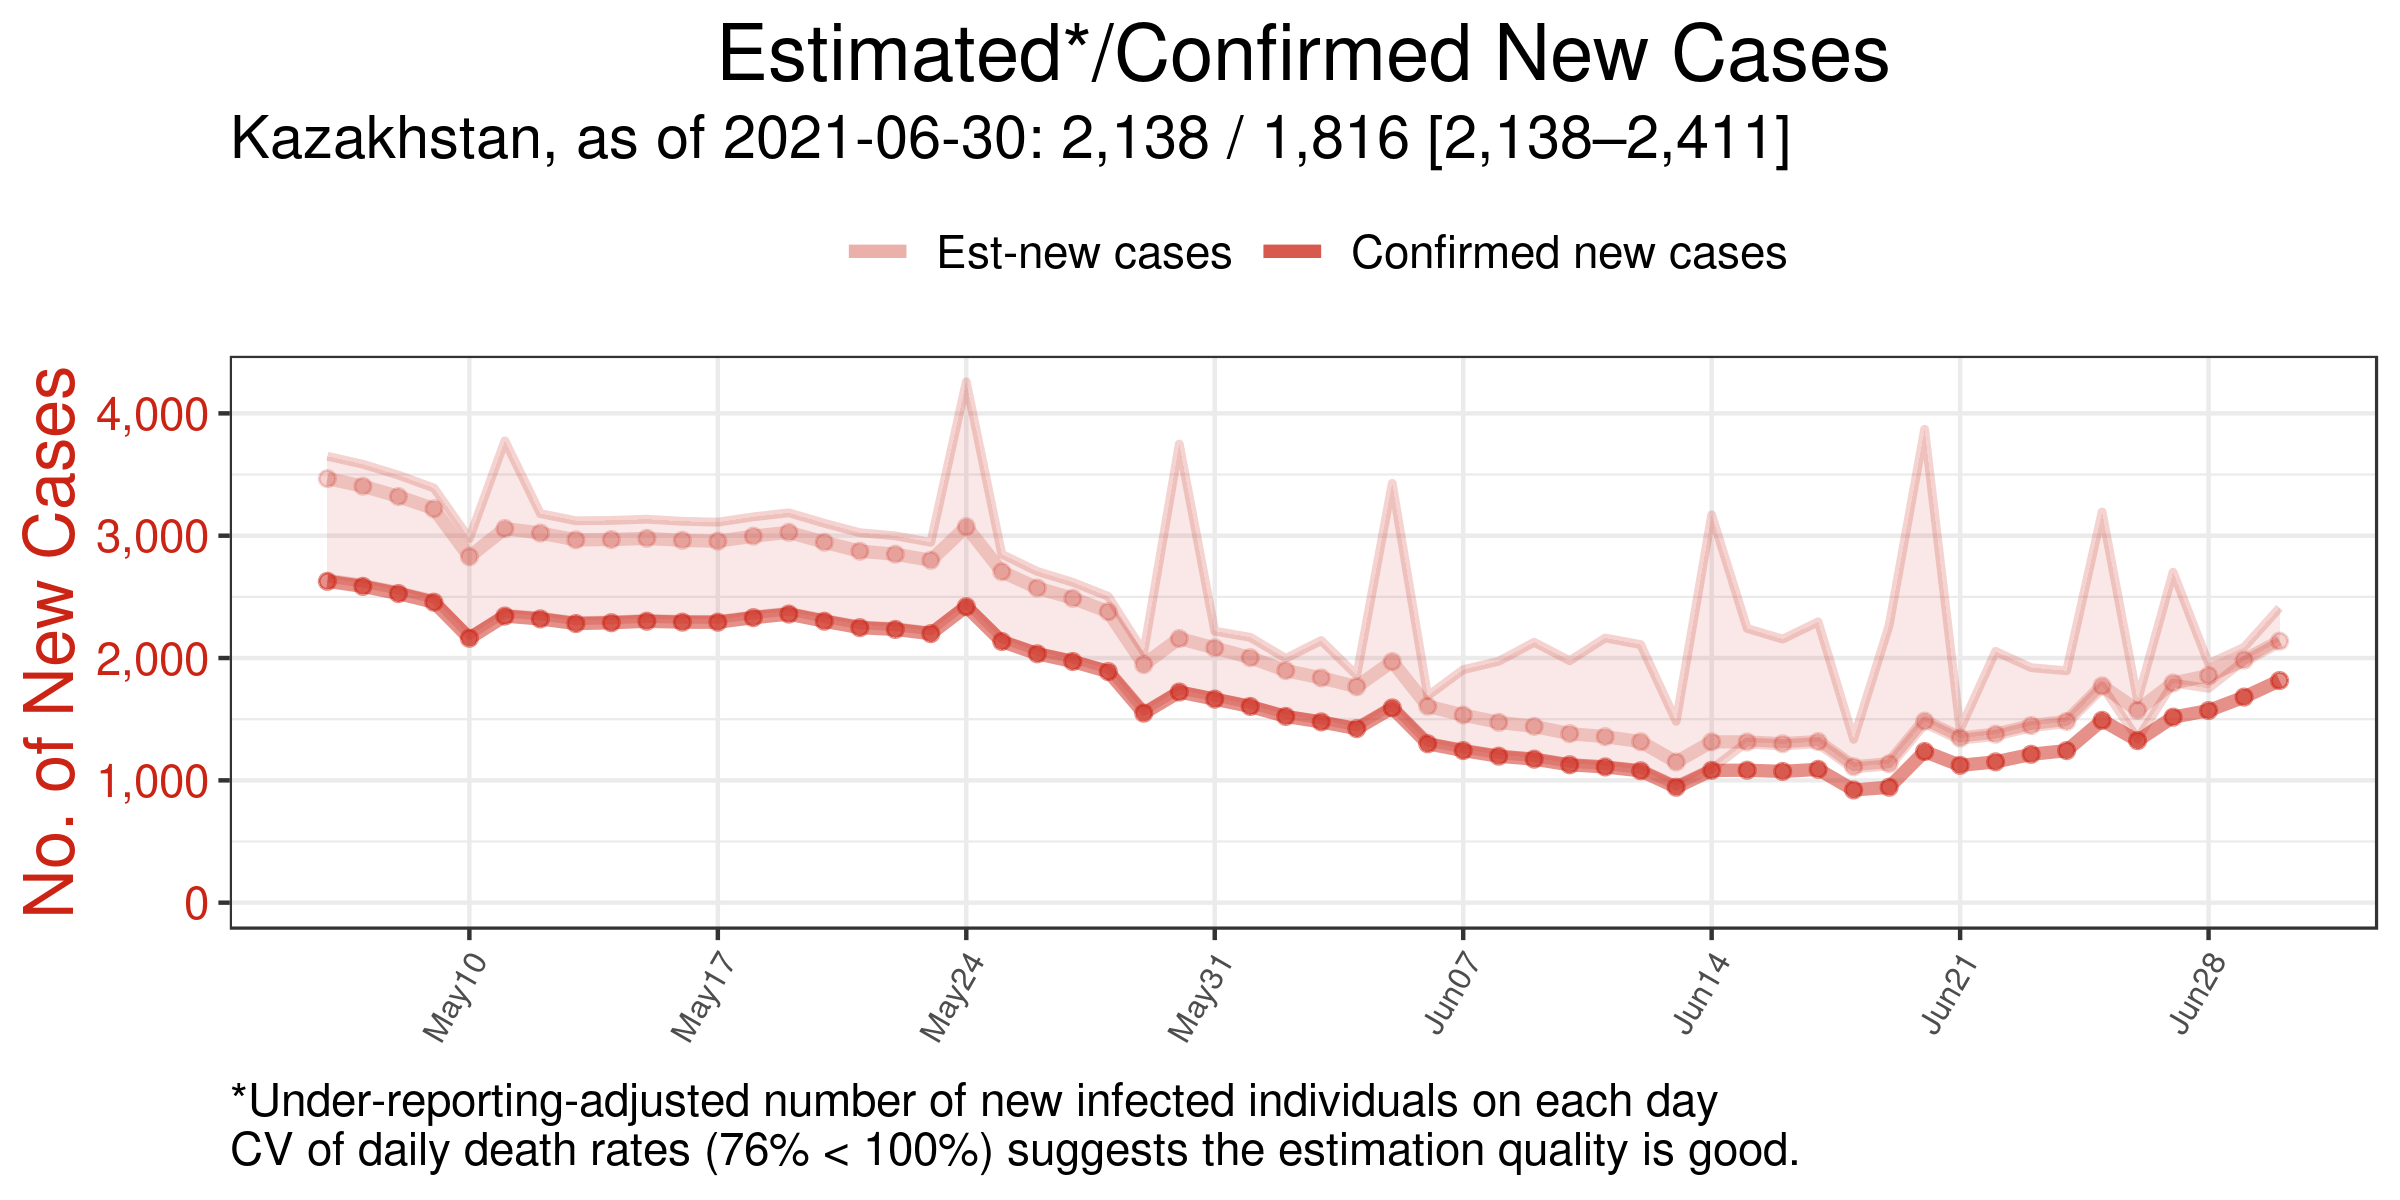 Estimated*/Confirmed New Cases
Kazakhstan, as of 2021-06-30: 2,138 / 1,816 [2,138–2,411]
Est-new cases Confirmed new cases
No. of New Cases
4,000
3,000
2,000
1,000
0
May10 May17 May24 May31 Jun07 Jun14 Jun21 Jun28
*Under-reporting-adjusted number of new infected individuals on each day
CV of daily death rates (76% < 100%) suggests the estimation quality is good.